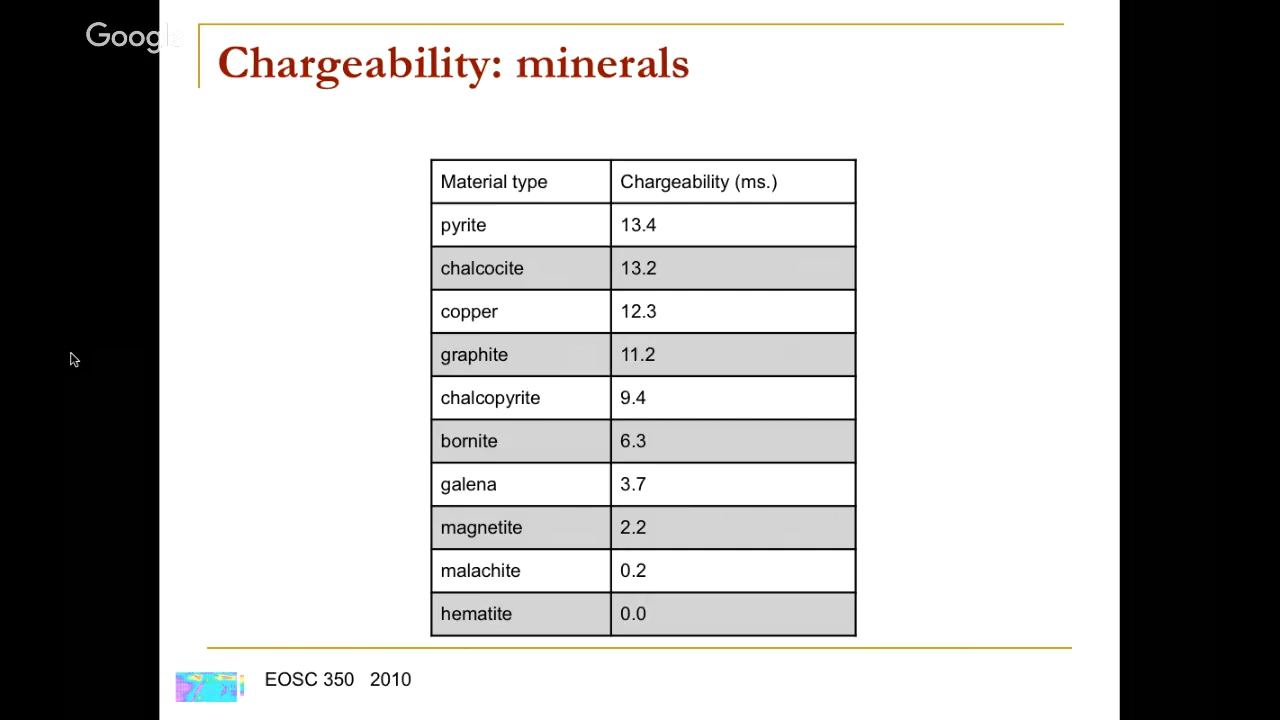 Google
Chargeability: minerals
Material type Chargeability (ms.)
pyrite 13.4
chalcocite 13.2
copper 12.3
graphite 11.2
chalcopyrite 9.4
bornite 6.3
galena 3.7
magnetite 2.2
malachite 0.2
hematite 0.0
EOSC 350 2010